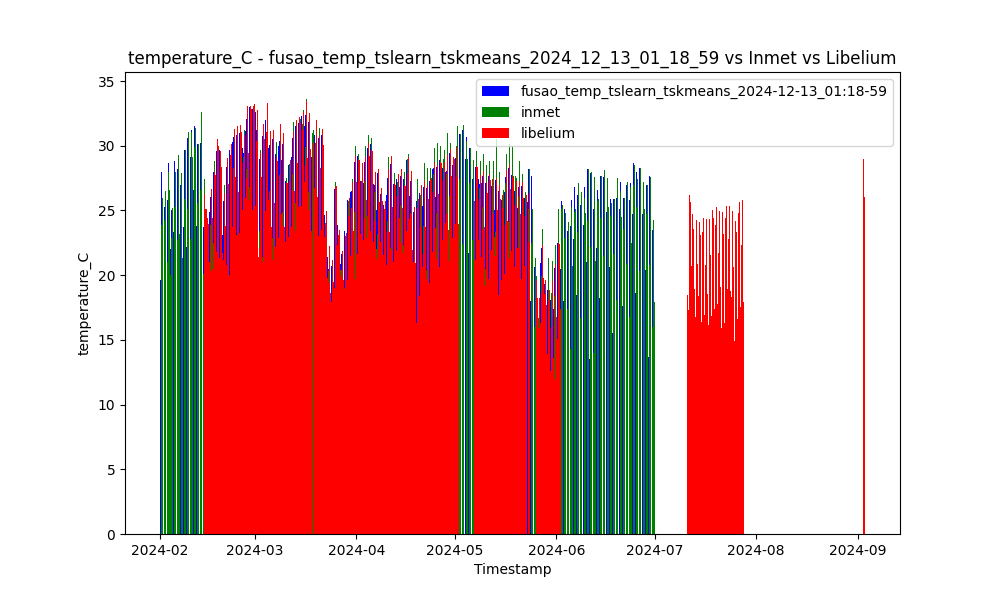 temperature_C - fusao_temp_tslearn_tskmeans_2024_12_13_01_18_59 vs Inmet vs Libelium
fusao_temp_tslearn_tskmeans_2024-12-13_01:18-59
inmet
libelium
35
30
25
20
15
10
5
0
temperature_C
2024-02 2024-03 2024-04 2024-05 2024-06 2024-07 2024-08 2024-09
Timestamp